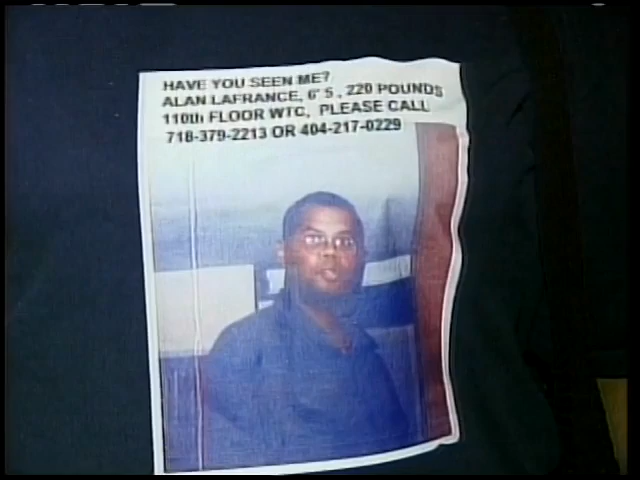 HAVE YOU SEEN ME?
ALAN LAFRANCE, 6' 5 , 220 POUNDS
110th FLOOR WTC, PLEASE CALL
718-379-2213 OR 404-217-0229